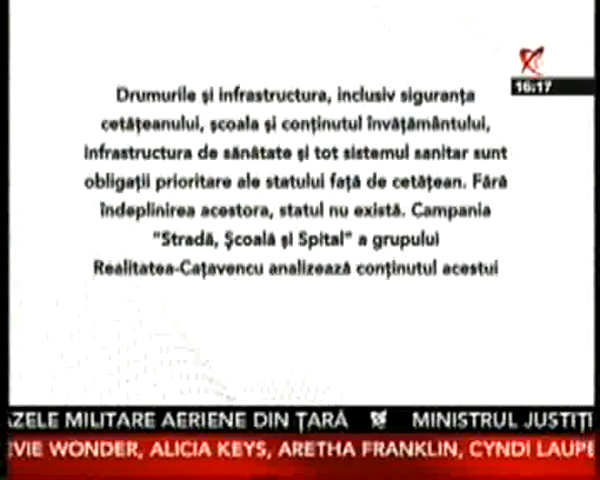 16:17
Drumurile și infrastructura, inclusiv siguranța
cetățeanului, școala și conținutul învățământului,
infrastructura de sănătate și tot sistemul sanitar sunt
obligații prioritare ale statului față de cetățean. Fără
îndeplinirea acestora, statul nu există. Campania
"Stradă, Școală și Spital" a grupului
Realitatea-Cațavencu analizează conținutul acestui
AZELE MILITARE AERIENE DIN ȚARĂ MINISTRUL JUSTIȚI
VIE WONDER, ALICIA KEYS, ARETHA FRANKLIN, CYNDI LAUPE